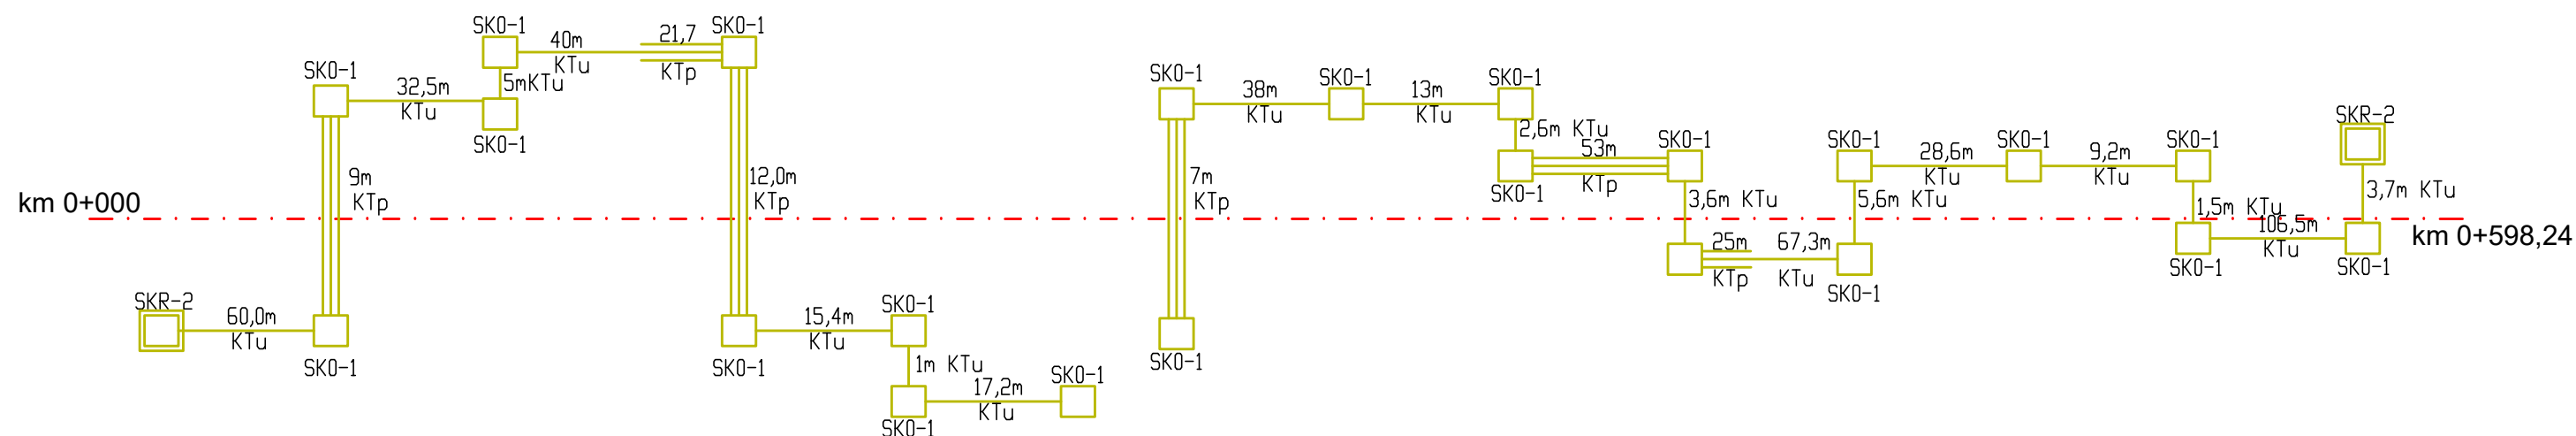 km 0+000
SKR-2
60,0m
KTu
SKO-1
SKO-1
9m
KTp
32,5m
KTu
SKO-1
SKO-1
5mKTu
40m
KTu
21,7
KTp
SKO-1
12,0m
KTp
SKO-1
15,4m
KTu
SKO-1
1m KTu
SKO-1
17,2m
KTu
SKO-1
SKO-1
7m
KTp
SKO-1
38m
KTu
SKO-1
13m
KTu
SKO-1
2,6m KTu
SKO-1
53m
KTp
SKO-1
3,6m KTu
25m
KTp
67,3m
KTu
SKO-1
5,6m KTu
SKO-1
28,6m
KTu
SKO-1
9,2m
KTu
SKO-1
1,5m KTu
SKO-1
106,5m
KTu
SKO-1
3,7m KTu
SKR-2
km 0+598,24